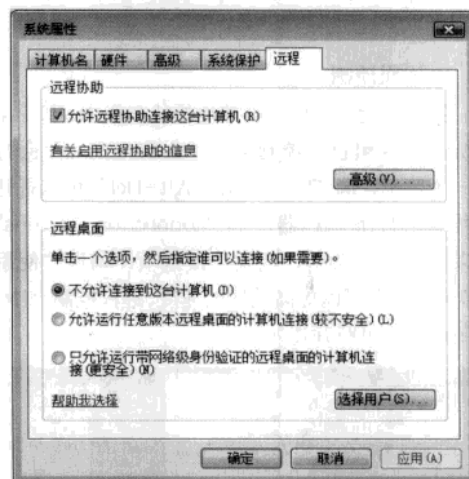 系统属性
计算机名 硬件 高级 系统保护 远程
远程协助
允许远程协助连接这台计算机(R)
有关启用远程协助的信息
高级(V)...
远程桌面
单击一个选项，然后指定谁可以连接(如果需要)。
不允许连接到这台计算机(D)
允许运行任意版本远程桌面的计算机连接(较不安全)(L)
只允许运行带网络级身份验证的远程桌面的计算机连
接(更安全)(N)
帮助我选择
选择用户(S)...
确定 取消 应用(A)